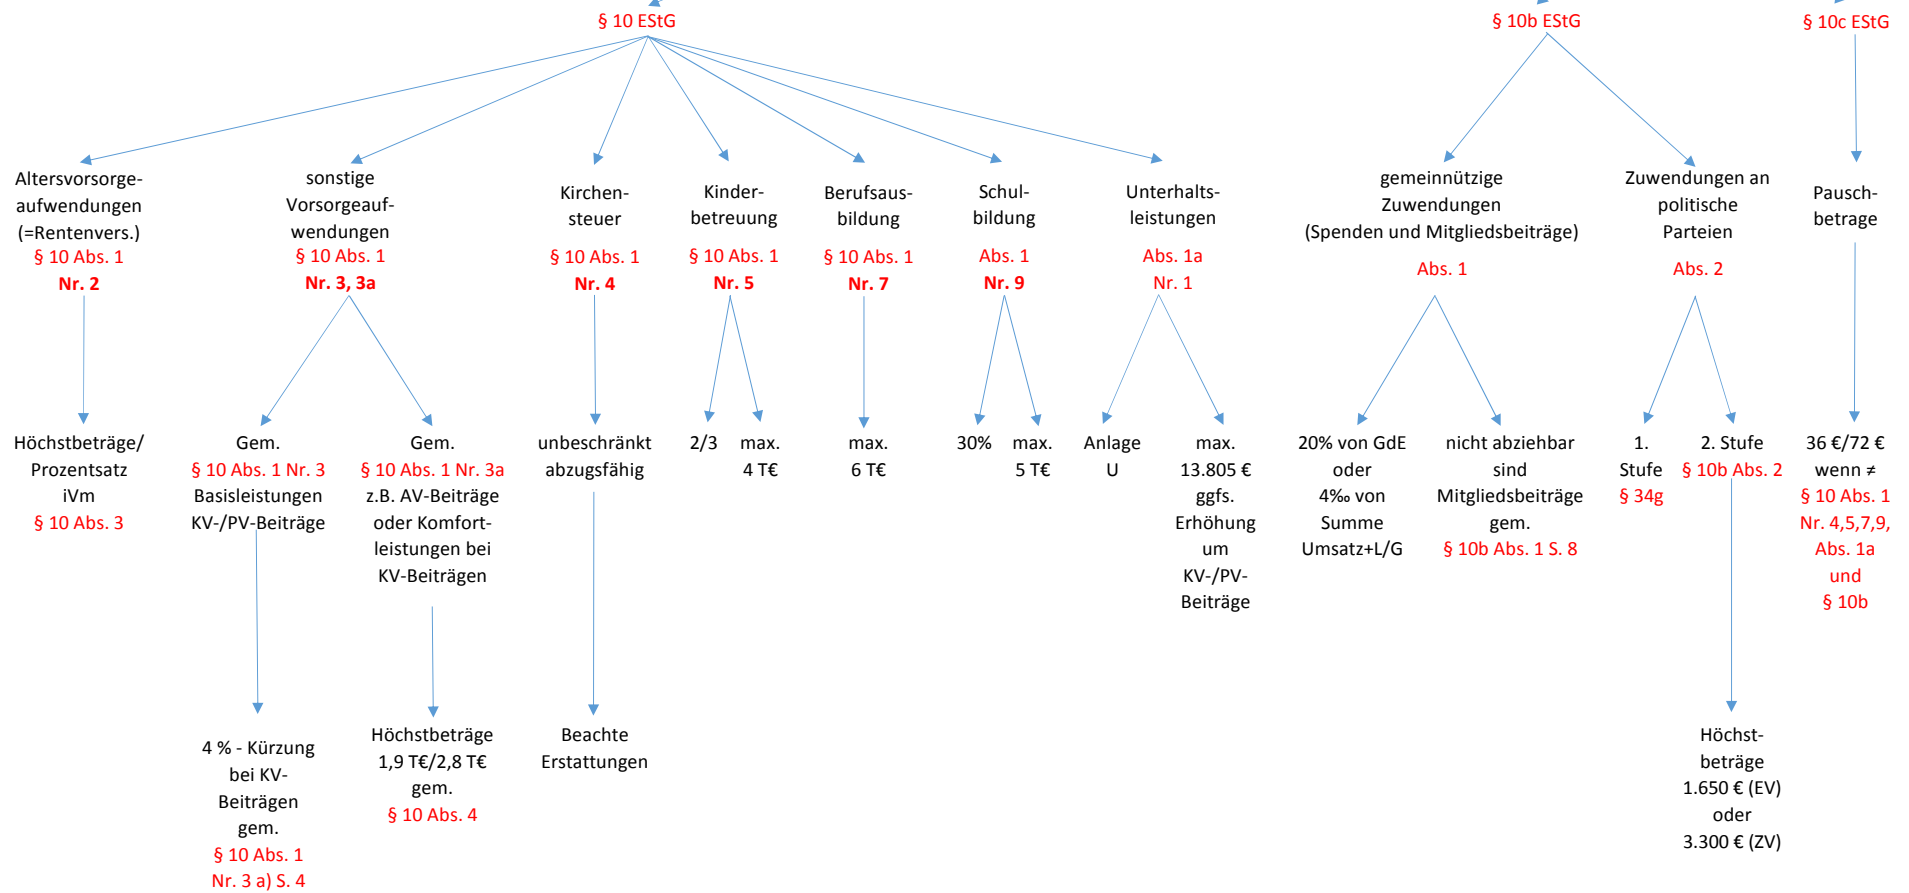 § 10 EStG
§ 10b EStG
§ 10c EStG
Altersvorsorge-
aufwendungen
(=Rentenvers.)
§ 10 Abs. 1
Nr. 2
sonstige
Vorsorgeauf-
wendungen
§ 10 Abs. 1
Nr. 3, 3a
Kirchen-
steuer
§ 10 Abs. 1
Nr. 4
Kinder-
betreuung
§ 10 Abs. 1
Nr. 5
Berufsaus-
bildung
§ 10 Abs. 1
Nr. 7
Schul-
bildung
Abs. 1
Nr. 9
Unterhalts-
leistungen
Abs. 1a
Nr. 1
gemeinnützige
Zuwendungen
(Spenden und Mitgliedsbeiträge)
Abs. 1
Zuwendungen an
politische
Parteien
Abs. 2
Pausch-
betrage
Höchstbeträge/
Prozentsatz
iVm
§ 10 Abs. 3
Gem.
§ 10 Abs. 1 Nr. 3
Basisleistungen
KV-/PV-Beiträge
Gem.
§ 10 Abs. 1 Nr. 3a
z.B. AV-Beiträge
oder Komfort-
leistungen bei
KV-Beiträgen
unbeschränkt
abzugsfähig
2/3
max.
4 T€
max.
6 T€
30%
max.
5 T€
Anlage
U
max.
13.805 €
ggfs.
Erhöhung
um
KV-/PV-
Beiträge
20% von GdE
oder
4‰ von
Summe
Umsatz+L/G
nicht abziehbar
sind
Mitgliedsbeiträge
gem.
§ 10b Abs. 1 S. 8
1.
Stufe
§ 34g
2. Stufe
§ 10b Abs. 2
36 €/72 €
wenn ≠
§ 10 Abs. 1
Nr. 4,5,7,9,
Abs. 1a
und
§ 10b
4 % - Kürzung
bei KV-
Beiträgen
gem.
§ 10 Abs. 1
Nr. 3 a) S. 4
Höchstbeträge
1,9 T€/2,8 T€
gem.
§ 10 Abs. 4
Beachte
Erstattungen
Höchst-
beträge
1.650 € (EV)
oder
3.300 € (ZV)